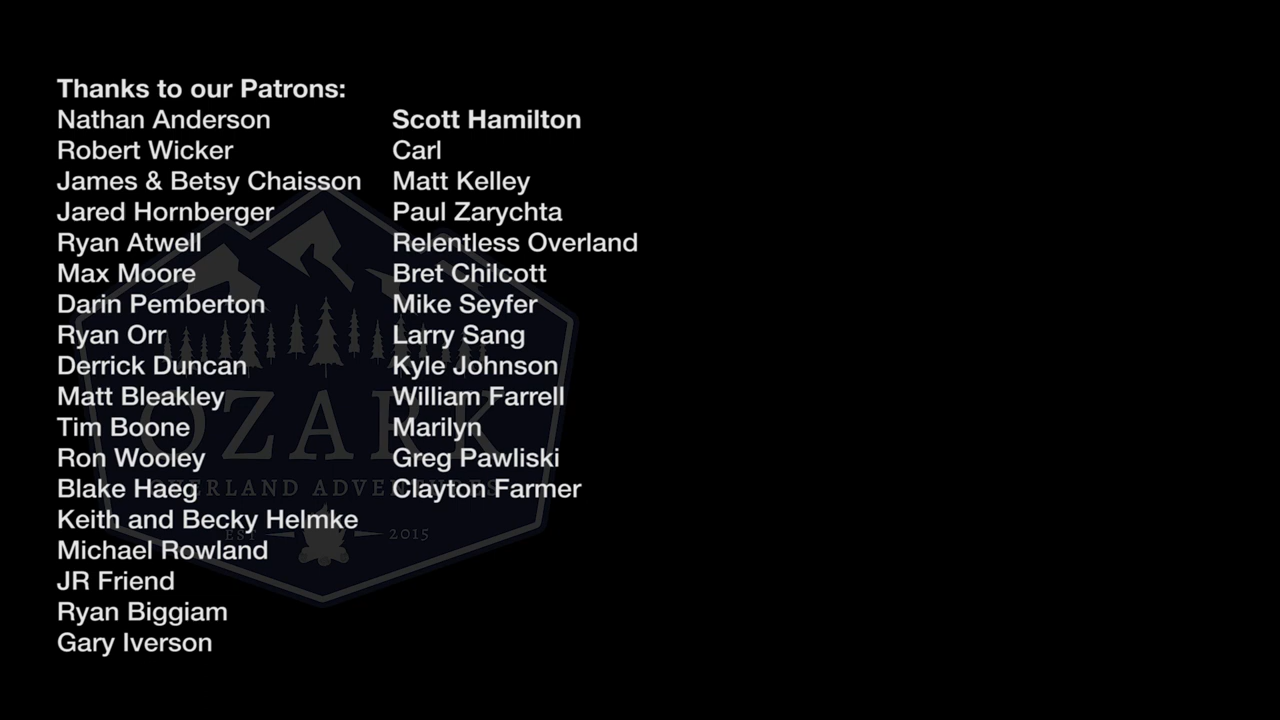 Thanks to our Patrons:
Nathan Anderson
Robert Wicker
James & Betsy Chaisson
Jared Hornberger
Ryan Atwell
Max Moore
Darin Pemberton
Ryan Orr
Derrick Duncan
Matt Bleakley
Tim Boone
Ron Wooley
Blake Haeg
Keith and Becky Helmke
Michael Rowland
JR Friend
Ryan Biggiam
Gary Iverson
Scott Hamilton
Carl
Matt Kelley
Paul Zarychta
Relentless Overland
Bret Chilcott
Mike Seyfer
Larry Sang
Kyle Johnson
William Farrell
Marilyn
Greg Pawliski
Clayton Farmer
OZARK
OVERLAND ADVENTURES
EST 2015